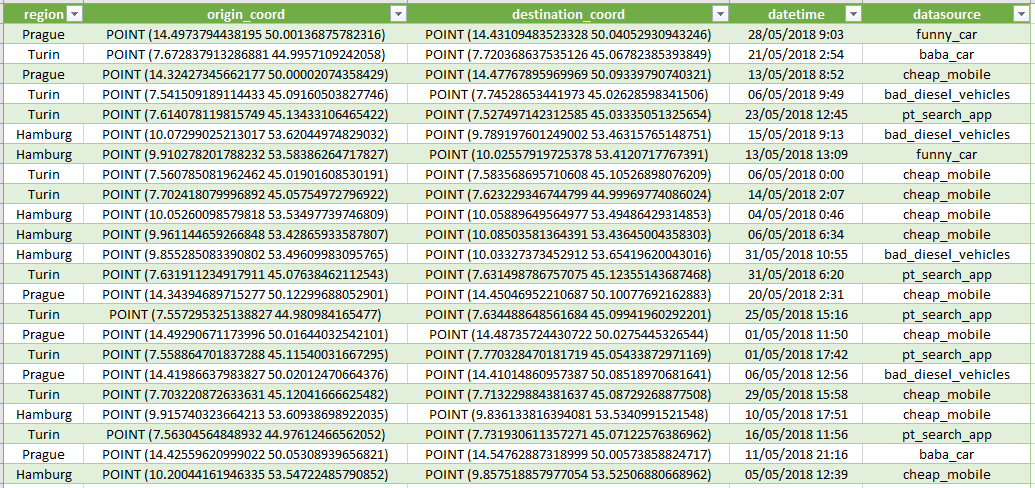 region origin_coord destination_coord datetime datasource
Prague POINT (14.4973794438195 50.00136875782316) POINT (14.43109483523328 50.04052930943246) 28/05/2018 9:03 funny_car
Turin POINT (7.672837913286881 44.9957109242058) POINT (7.720368637535126 45.06782385393849) 21/05/2018 2:54 baba_car
Prague POINT (14.32427345662177 50.00002074358429) POINT (14.47767895969969 50.09339790740321) 13/05/2018 8:52 cheap_mobile
Turin POINT (7.541509189114433 45.09160503827746) POINT (7.74528653441973 45.02628598341506) 06/05/2018 9:49 bad_diesel_vehicles
Turin POINT (7.614078119815749 45.13433106465422) POINT (7.527497142312585 45.03335051325654) 23/05/2018 12:45 pt_search_app
Hamburg POINT (10.07299025213017 53.62044974829032) POINT (9.789197601249002 53.46315765148751) 15/05/2018 9:13 bad_diesel_vehicles
Hamburg POINT (9.910278201788232 53.58386264717827) POINT (10.02557919725378 53.4120717767391) 13/05/2018 13:09 funny_car
Turin POINT (7.560785081962462 45.01901608530191) POINT (7.583568695710608 45.10526898076209) 06/05/2018 0:00 cheap_mobile
Turin POINT (7.702418079996892 45.05754972796922) POINT (7.623229346744799 44.99969774086024) 14/05/2018 2:07 cheap_mobile
Hamburg POINT (10.05260098579818 53.53497739746809) POINT (10.05889649564977 53.49486429314853) 04/05/2018 0:46 cheap_mobile
Hamburg POINT (9.961144659266848 53.42865933587807) POINT (10.08503581364391 53.43645004358303) 06/05/2018 6:34 cheap_mobile
Hamburg POINT (9.855285083390802 53.49609983095765) POINT (10.03327373452912 53.65419620043016) 31/05/2018 10:55 bad_diesel_vehicles
Turin POINT (7.631911234917911 45.07638462112543) POINT (7.631498786757075 45.12355143687468) 31/05/2018 6:20 pt_search_app
Prague POINT (14.34394689715277 50.12299688052901) POINT (14.45046952210687 50.10077692162883) 20/05/2018 2:31 cheap_mobile
Turin POINT (7.557295325138827 44.980984165477) POINT (7.634488648561684 45.09941960292201) 25/05/2018 15:16 pt_search_app
Prague POINT (14.49290671173996 50.01644032542101) POINT (14.48735724430722 50.0275445326544) 01/05/2018 11:50 cheap_mobile
Turin POINT (7.558864701837288 45.11540031667295) POINT (7.770328470181719 45.05433872971169) 01/05/2018 17:42 pt_search_app
Prague POINT (14.41986637983827 50.02012470664376) POINT (14.41014860957387 50.08518970681641) 06/05/2018 12:56 bad_diesel_vehicles
Turin POINT (7.703220872633631 45.12041666625482) POINT (7.713229884381637 45.08729268877508) 29/05/2018 15:58 cheap_mobile
Hamburg POINT (9.915740323664213 53.60938698922035) POINT (9.836133816394081 53.5340991521548) 10/05/2018 17:51 cheap_mobile
Turin POINT (7.56304564848932 44.97612466562052) POINT (7.731930611357271 45.07122576386962) 16/05/2018 11:56 pt_search_app
Prague POINT (14.42559620999022 50.05308939656821) POINT (14.54762887318999 50.00573858824717) 11/05/2018 21:16 baba_car
Hamburg POINT (10.20044161946335 53.54722485790852) POINT (9.857518857977054 53.52506880668962) 05/05/2018 12:39 cheap_mobile